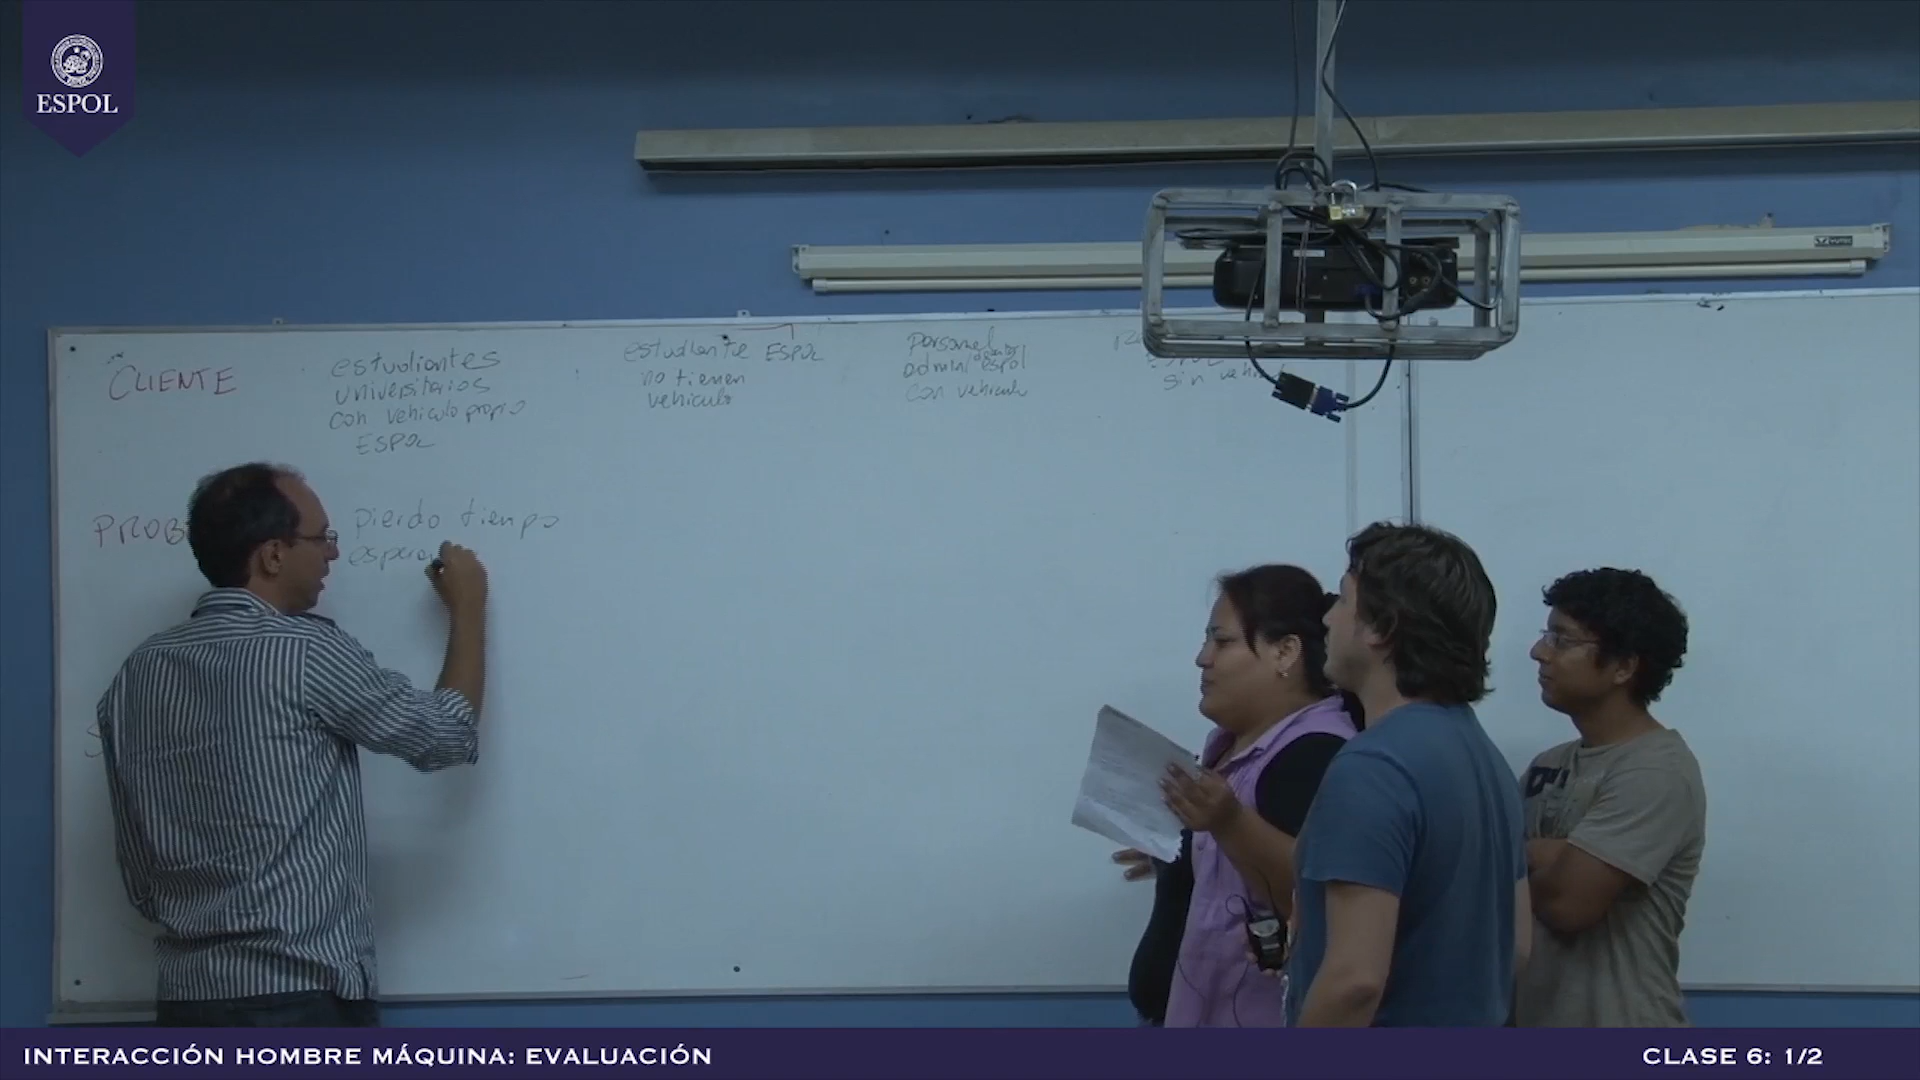 ESPOL
CLIENTE
estudiantes
universitarios
con vehiculo propio
ESPOL
estudiante ESPOL
no tienen
vehiculo
personal
admin/ espol
con vehiculo
sin
PROB
pierdo tiempo
INTERACCIÓN HOMBRE MÁQUINA: EVALUACIÓN
CLASE 6: 1/2